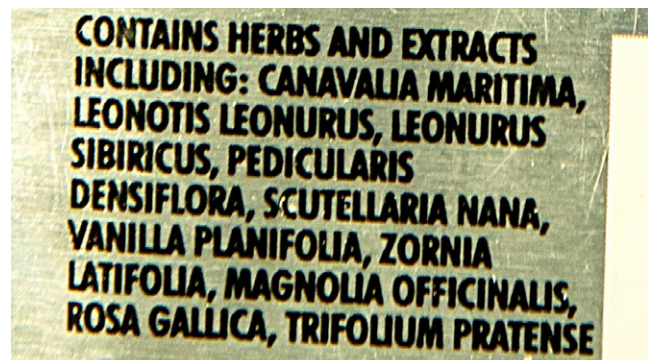 CONTAINS HERBS AND EXTRACTS
INCLUDING: CANAVALIA MARITIMA,
LEONOTIS LEONURUS, LEONURUS
SIBIRICUS, PEDICULARIS
DENSIFLORA, SCUTELLARIA NANA,
VANILLA PLANIFOLIA, ZORNIA
LATIFOLIA, MAGNOLIA OFFICINALIS,
ROSA GALLICA, TRIFOLIUM PRATENSE